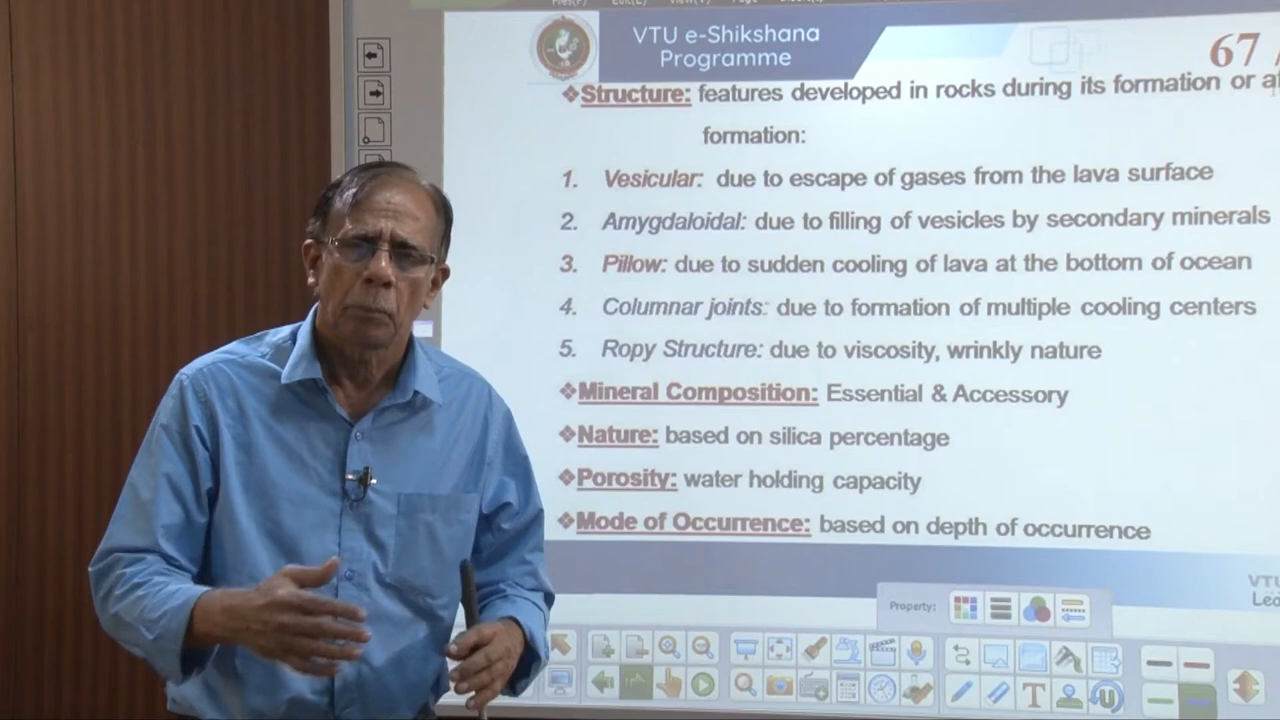 VTU e-Shikshana
Programme
67
❖Structure: features developed in rocks during its formation or
formation:
1. Vesicular: due to escape of gases from the lava surface
2. Amygdaloidal: due to filling of vesicles by secondary minerals
3. Pillow: due to sudden cooling of lava at the bottom of ocean
4. Columnar joints: due to formation of multiple cooling centers
5. Ropy Structure: due to viscosity, wrinkly nature
❖Mineral Composition: Essential & Accessory
❖Nature: based on silica percentage
❖Porosity: water holding capacity
❖Mode of Occurrence: based on depth of occurrence
VTU
Property: